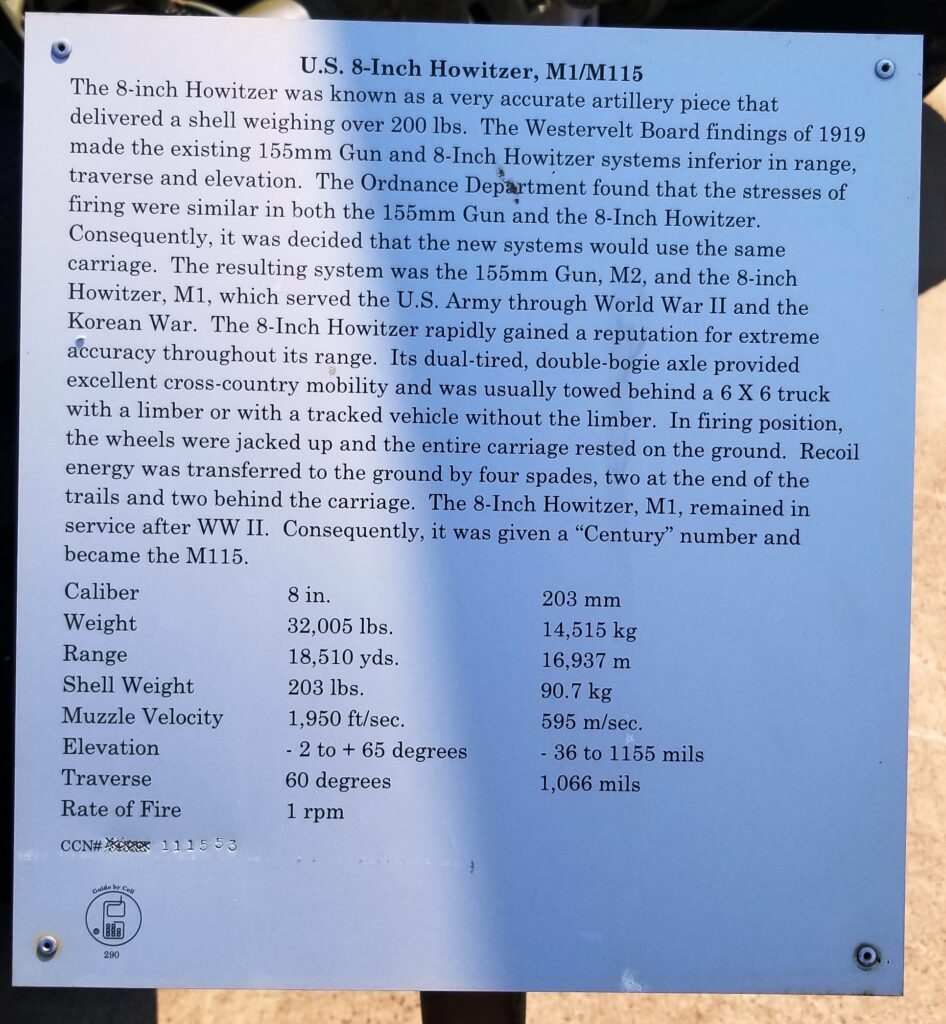 U.S. 8-Inch Howitzer, M1/M115
The 8-inch Howitzer was known as a very accurate artillery piece that
delivered a shell weighing over 200 lbs. The Westervelt Board findings of 1919
made the existing 155mm Gun and 8-Inch Howitzer systems inferior in range,
traverse and elevation. The Ordnance Department found that the stresses of
firing were similar in both the 155mm Gun and the 8-Inch Howitzer.
Consequently, it was decided that the new systems would use the same
carriage. The resulting system was the 155mm Gun, M2, and the 8-inch
Howitzer, M1, which served the U.S. Army through World War II and the
Korean War. The 8-Inch Howitzer rapidly gained a reputation for extreme
accuracy throughout its range. Its dual-tired, double-bogie axle provided
excellent cross-country mobility and was usually towed behind a 6 X 6 truck
with a limber or with a tracked vehicle without the limber. In firing position,
the wheels were jacked up and the entire carriage rested on the ground. Recoil
energy was transferred to the ground by four spades, two at the end of the
trails and two behind the carriage. The 8-Inch Howitzer, M1, remained in
service after WW II. Consequently, it was given a “Century” number and
became the M115.
Caliber 8 in. 203 mm
Weight 32,005 lbs. 14,515 kg
Range 18,510 yds. 16,937 m
Shell Weight 203 lbs. 90.7 kg
Muzzle Velocity 1,950 ft/sec. 595 m/sec.
Elevation - 2 to + 65 degrees - 36 to 1155 mils
Traverse 60 degrees 1,066 mils
Rate of Fire 1 rpm
CCN# 111553
Guide by Cell
290